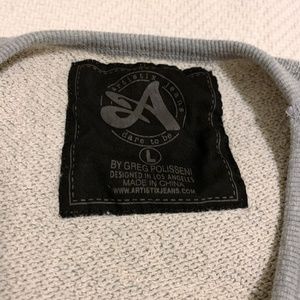 artistix jeans
A
dare to be
L
BY GREG POLISSENI
DESIGNED IN LOS ANGELES
MADE IN CHINA
WWW.ARTISTIXJEANS.COM